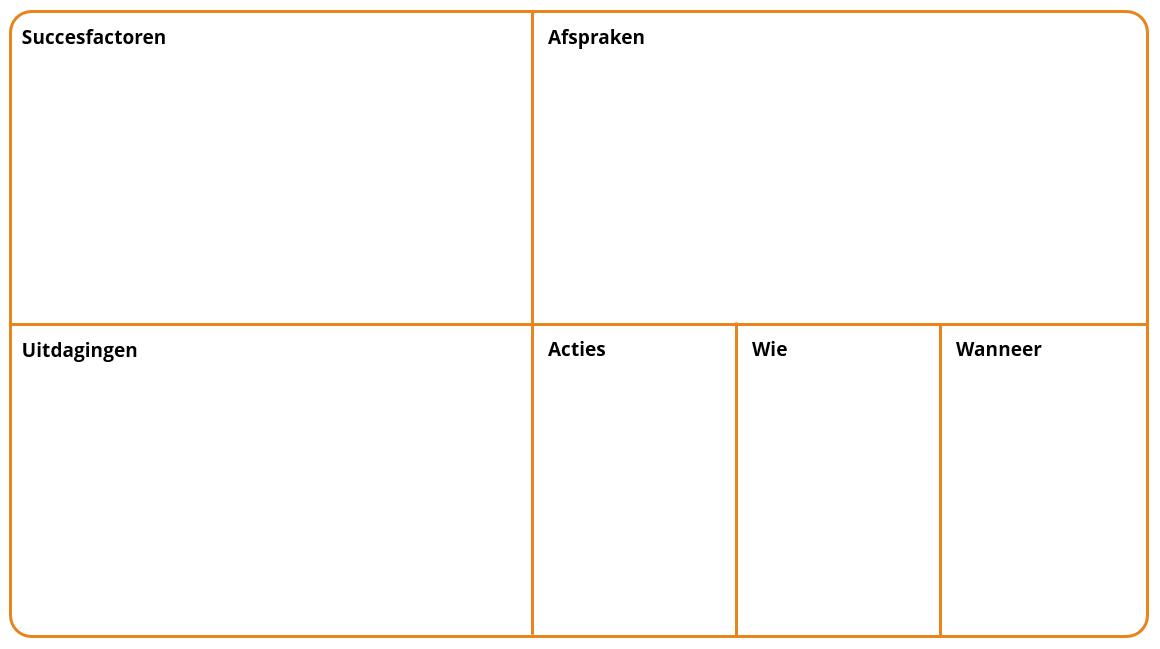 Succesfactoren
Afspraken
Uitdagingen
Acties
Wie
Wanneer